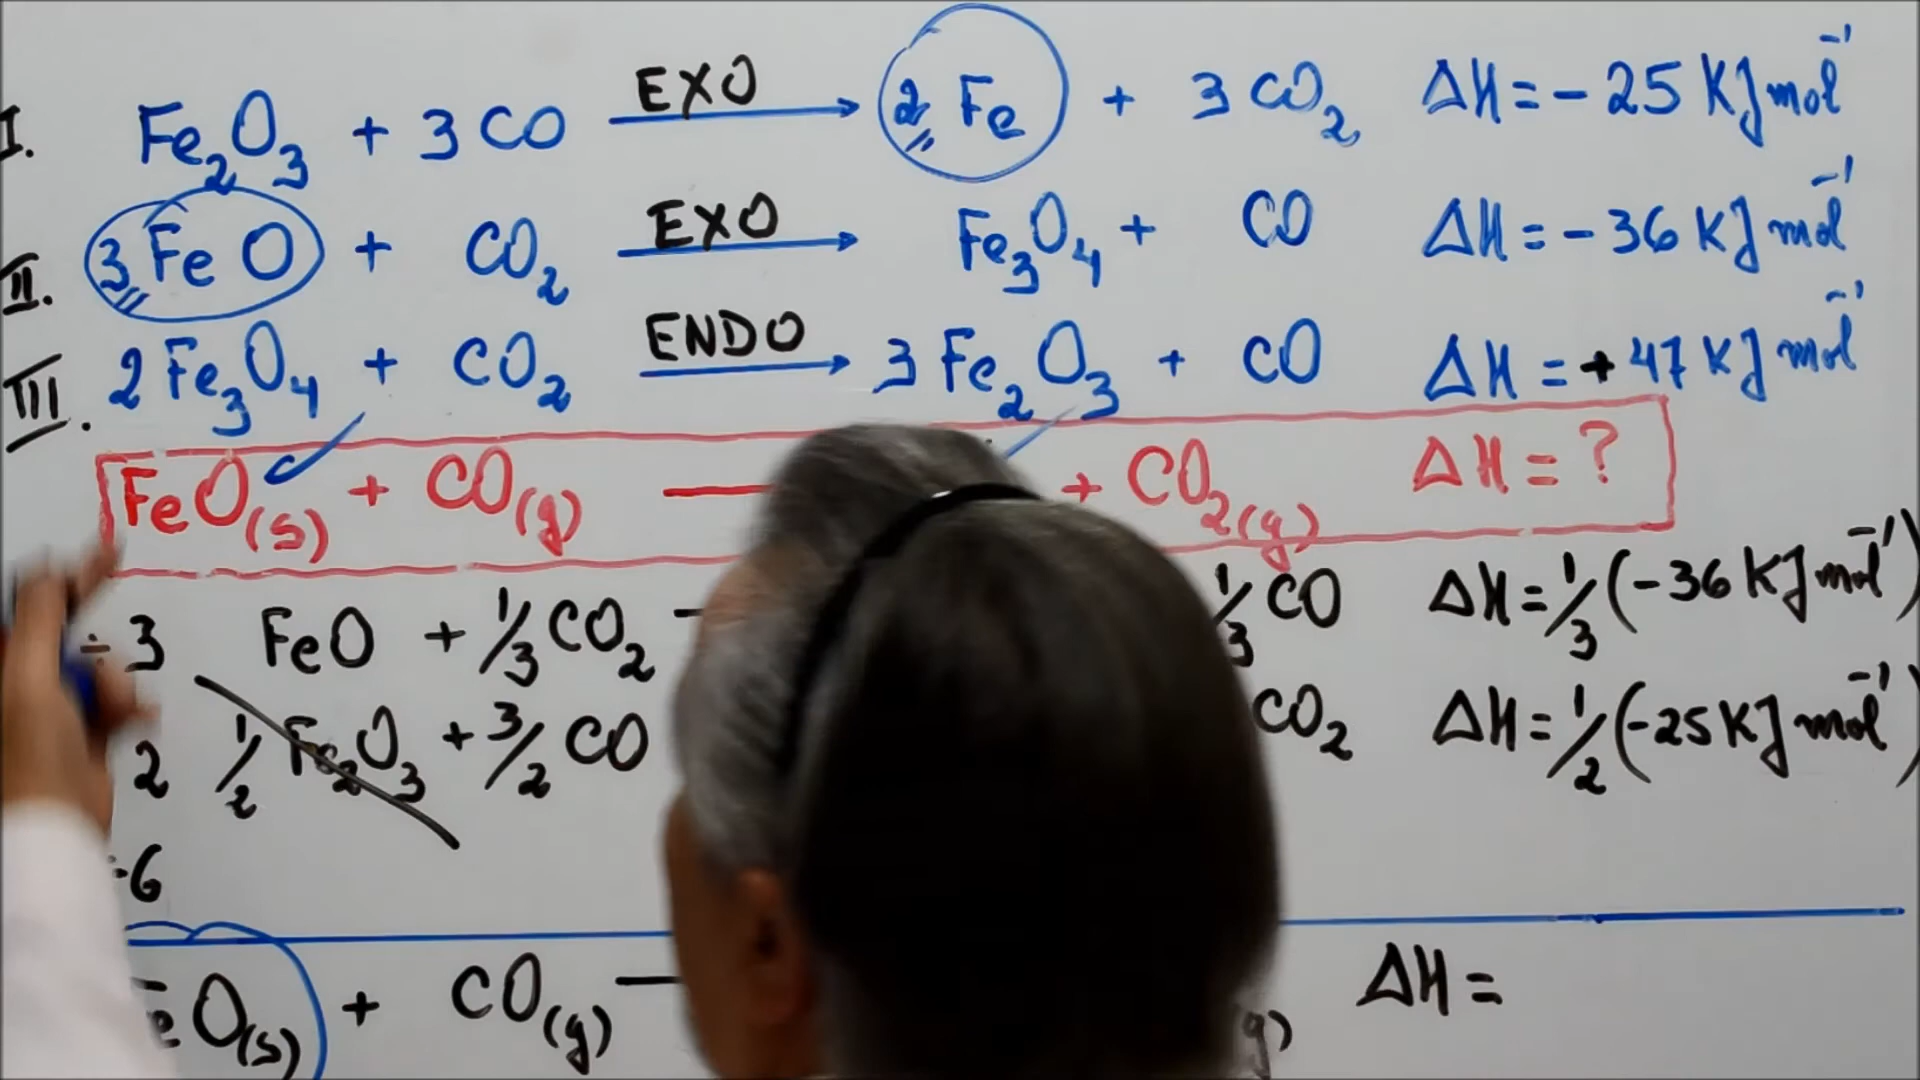 I. Fe₂O₃ + 3 CO EXO → 2 Fe + 3 CO₂ ΔH = - 25 KJ mol⁻¹
II. 3 FeO + CO₂ EXO → Fe₃O₄ + CO ΔH = - 36 KJ mol⁻¹
III. 2 Fe₃O₄ + CO₂ ENDO → 3 Fe₂O₃ + CO ΔH = + 47 KJ mol⁻¹
FeO(s) + CO(g) — + CO₂(g) ΔH = ?
÷ 3 FeO + 1/3 CO₂ - 1/3 CO ΔH = 1/3 (-36 KJ mol⁻¹)
2 1/2 Fe₂O₃ + 3/2 CO CO₂ ΔH = 1/2 (-25 KJ mol⁻¹)
÷6
eO(s) + CO(g) — g) ΔH =